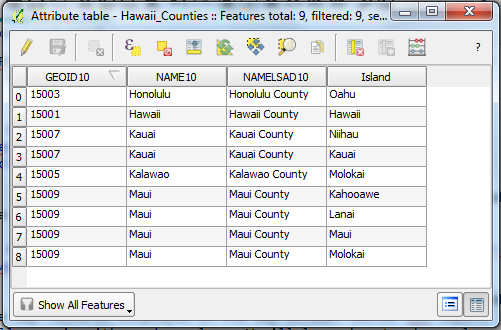 Attribute table - Hawaii_Counties :: Features total: 9, filtered: 9, se...
?
GEOID10 NAME10 NAMELSAD10 Island
0 15003 Honolulu Honolulu County Oahu
1 15001 Hawaii Hawaii County Hawaii
2 15007 Kauai Kauai County Niihau
3 15007 Kauai Kauai County Kauai
4 15005 Kalawao Kalawao County Molokai
5 15009 Maui Maui County Kahooawe
6 15009 Maui Maui County Lanai
7 15009 Maui Maui County Maui
8 15009 Maui Maui County Molokai
Show All Features